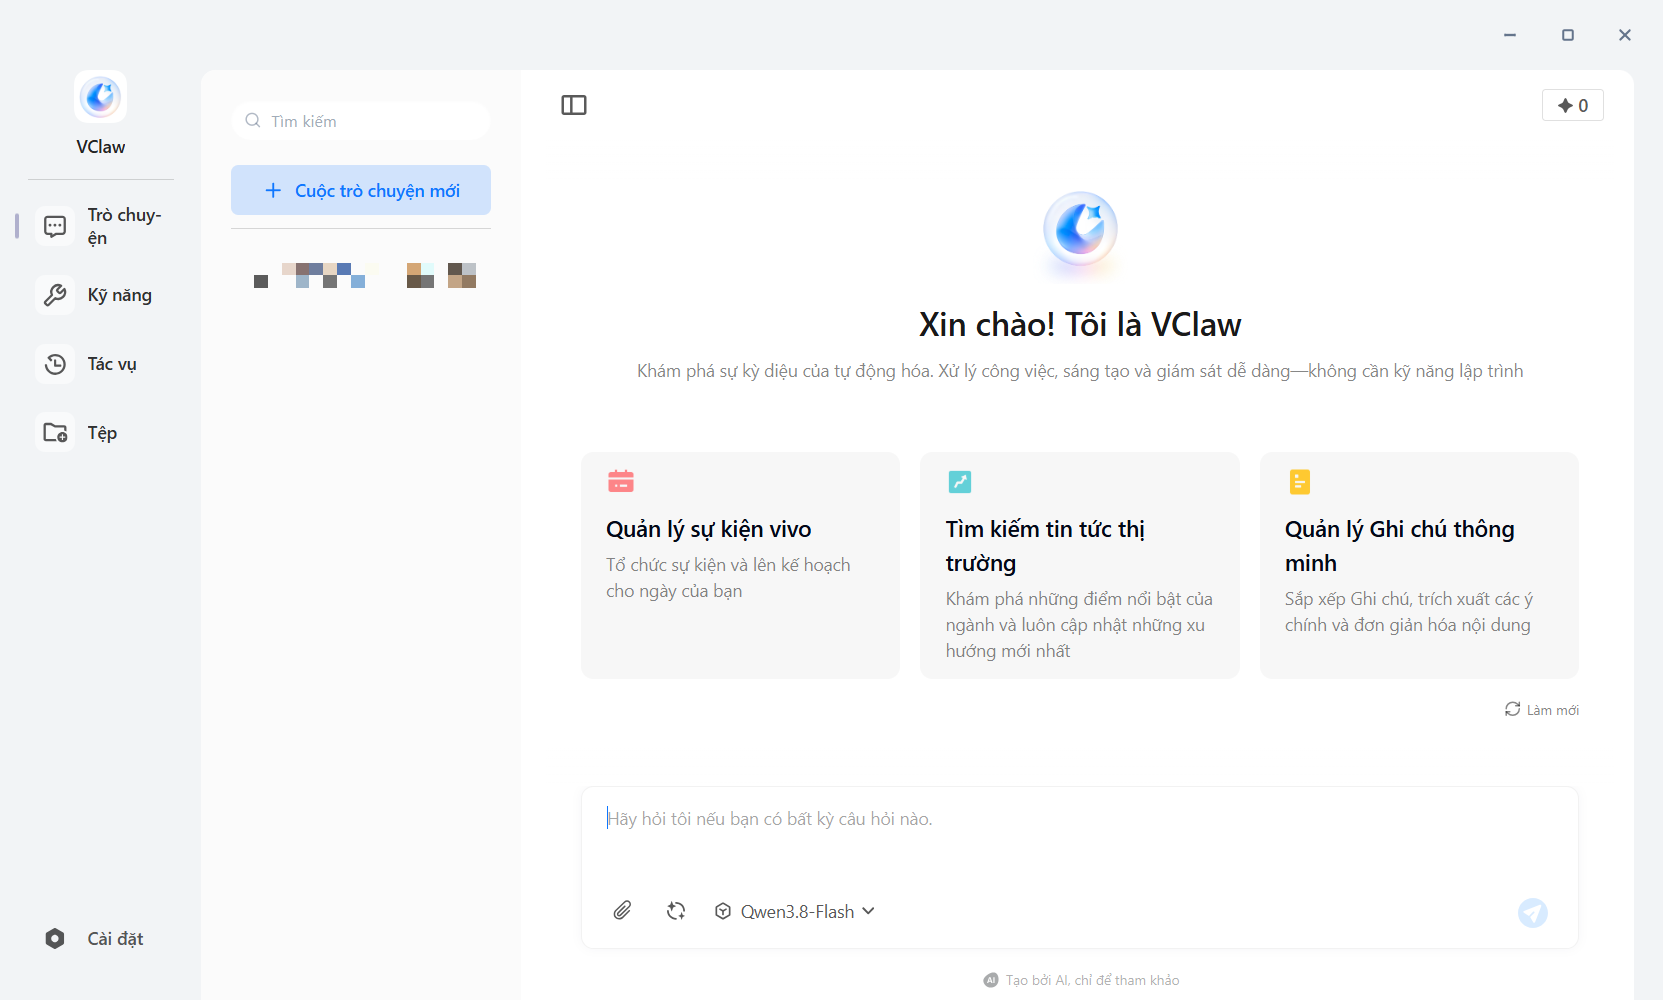 VClaw
Trò chuy-
ện
Kỹ năng
Tác vụ
Tệp
Cài đặt
Tìm kiếm
Cuộc trò chuyện mới
0
Xin chào! Tôi là VClaw
Khám phá sự kỳ diệu của tự động hóa. Xử lý công việc, sáng tạo và giám sát dễ dàng—không cần kỹ năng lập trình
Quản lý sự kiện vivo
Tổ chức sự kiện và lên kế hoạch
cho ngày của bạn
Tìm kiếm tin tức thị
trường
Khám phá những điểm nổi bật của
ngành và luôn cập nhật những xu
hướng mới nhất
Quản lý Ghi chú thông
minh
Sắp xếp Ghi chú, trích xuất các ý
chính và đơn giản hóa nội dung
Làm mới
Hãy hỏi tôi nếu bạn có bất kỳ câu hỏi nào.
Qwen3.8-Flash
AI Tạo bởi AI, chỉ để tham khảo